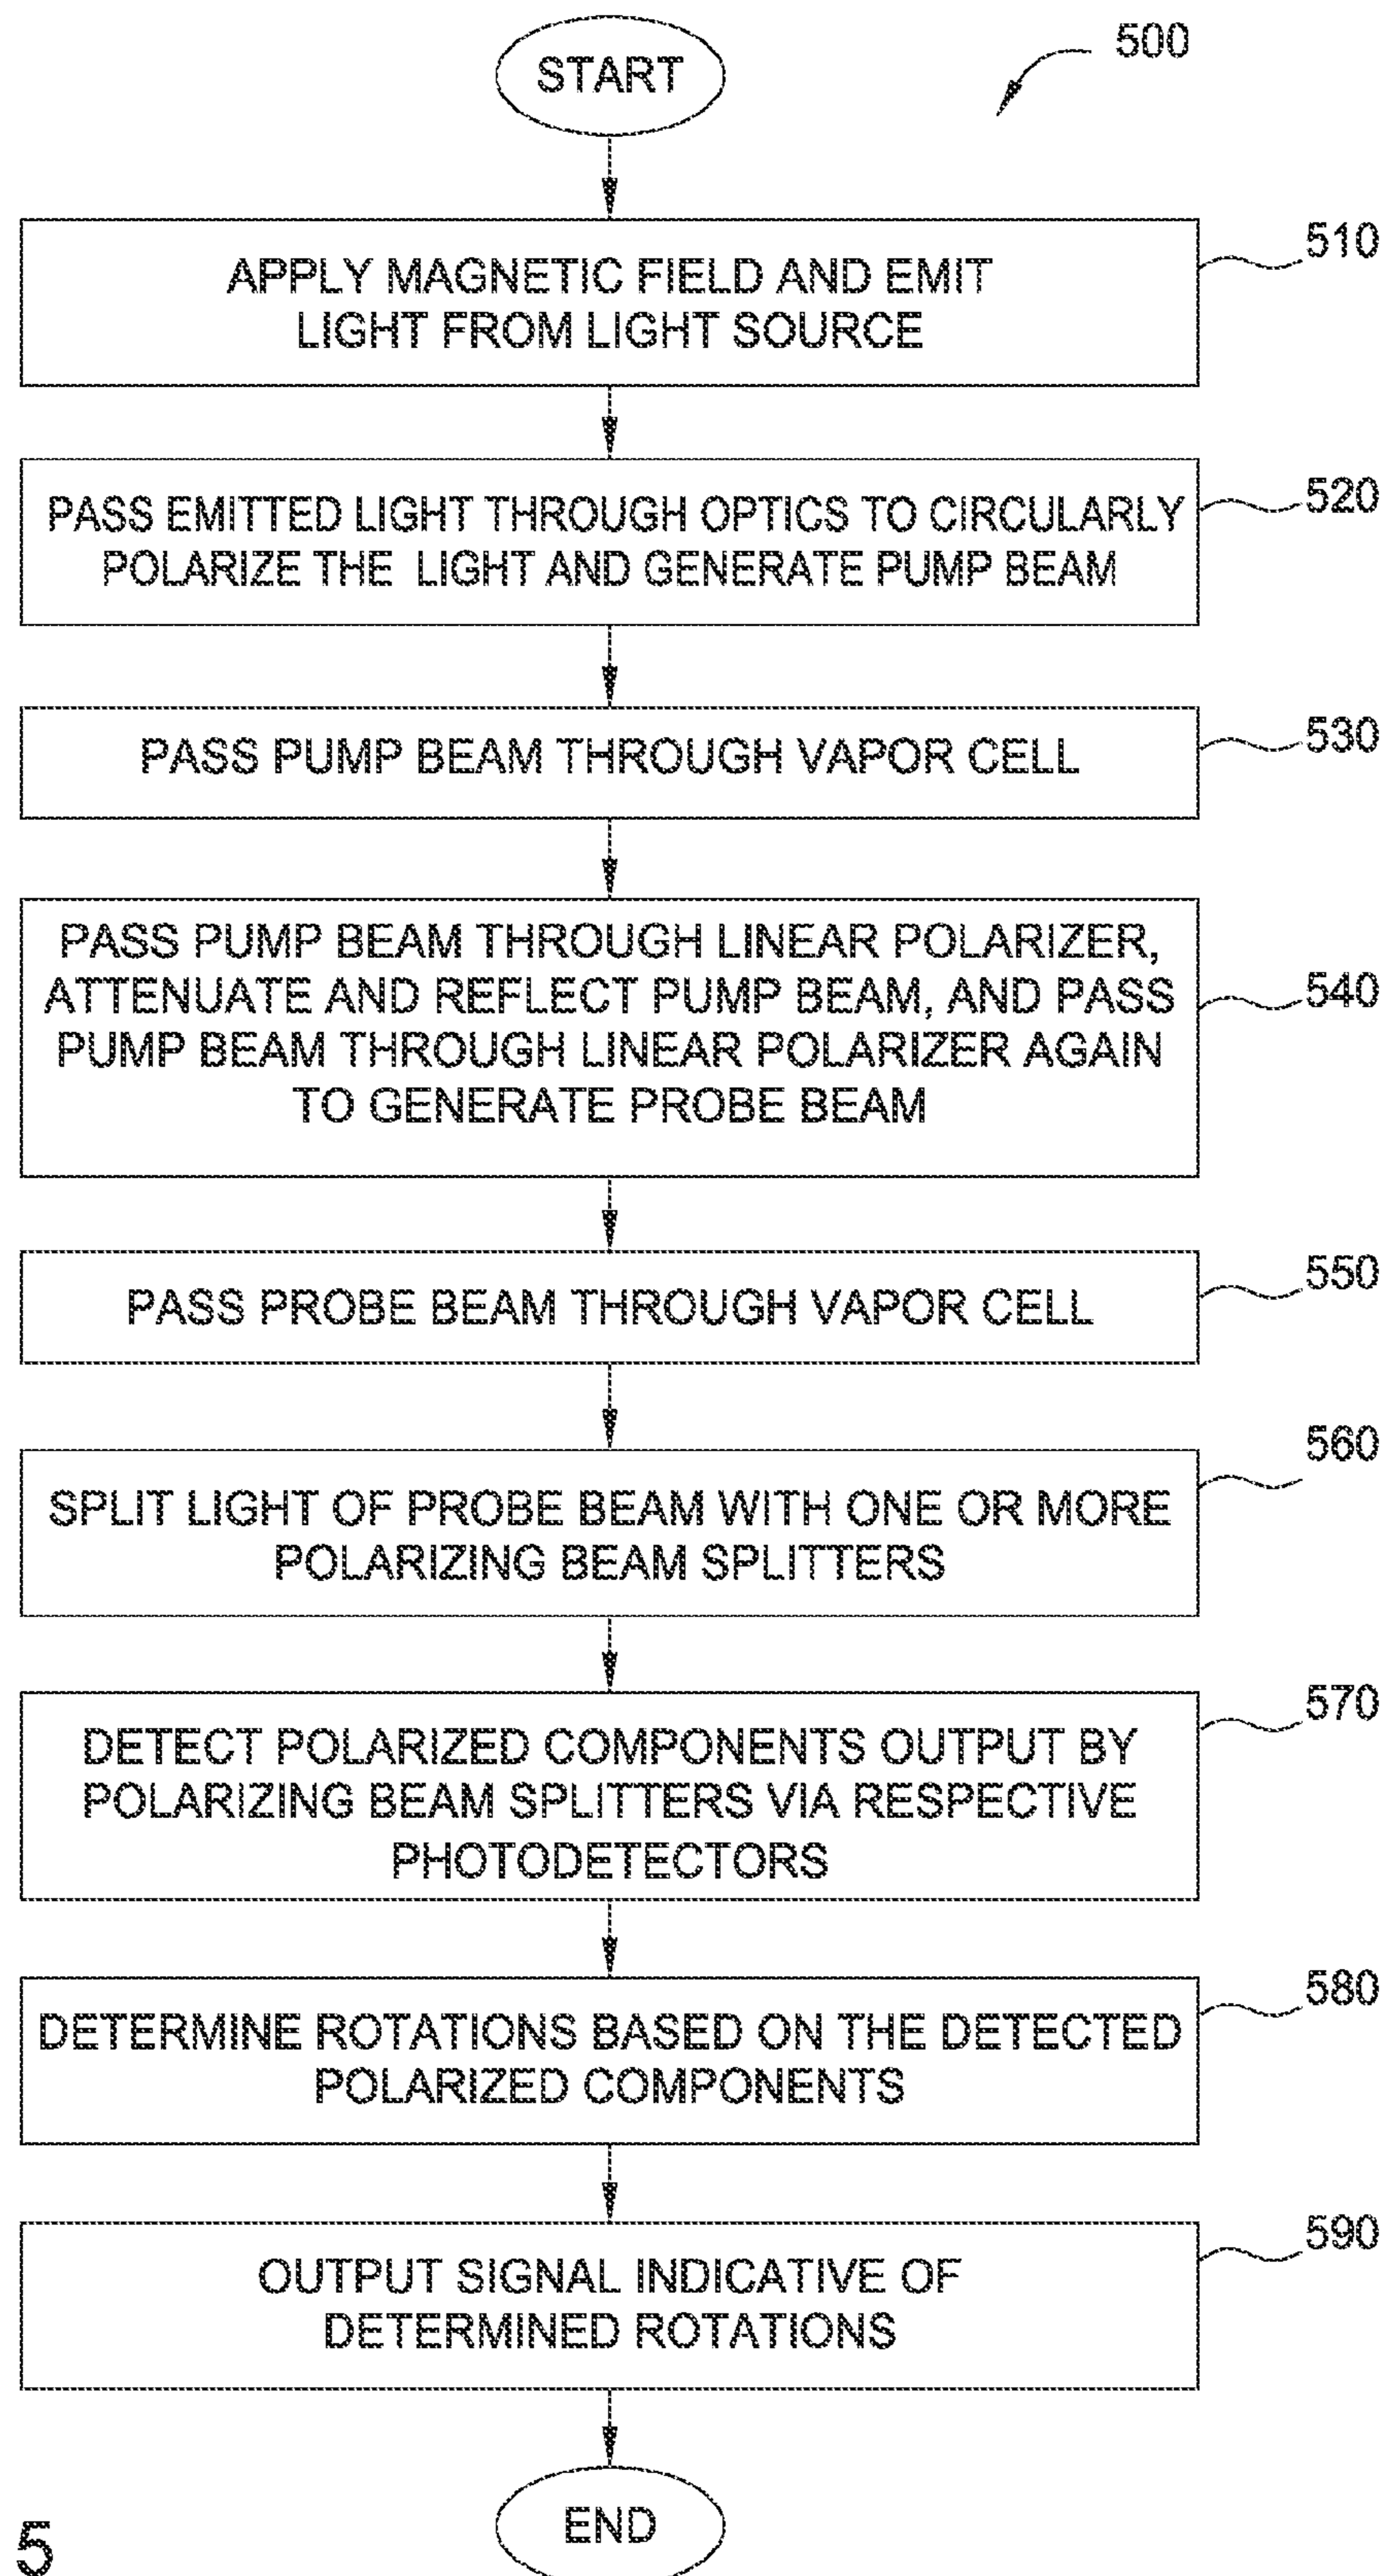 START
500
APPLY MAGNETIC FIELD AND EMIT
LIGHT FROM LIGHT SOURCE
510
PASS EMITTED LIGHT THROUGH OPTICS TO CIRCULARLY
POLARIZE THE LIGHT AND GENERATE PUMP BEAM
520
PASS PUMP BEAM THROUGH VAPOR CELL
530
PASS PUMP BEAM THROUGH LINEAR POLARIZER,
ATTENUATE AND REFLECT PUMP BEAM, AND PASS
PUMP BEAM THROUGH LINEAR POLARIZER AGAIN
TO GENERATE PROBE BEAM
540
PASS PROBE BEAM THROUGH VAPOR CELL
550
SPLIT LIGHT OF PROBE BEAM WITH ONE OR MORE
POLARIZING BEAM SPLITTERS
560
DETECT POLARIZED COMPONENTS OUTPUT BY
POLARIZING BEAM SPLITTERS VIA RESPECTIVE
PHOTODETECTORS
570
DETERMINE ROTATIONS BASED ON THE DETECTED
POLARIZED COMPONENTS
580
OUTPUT SIGNAL INDICATIVE OF
DETERMINED ROTATIONS
590
END
5